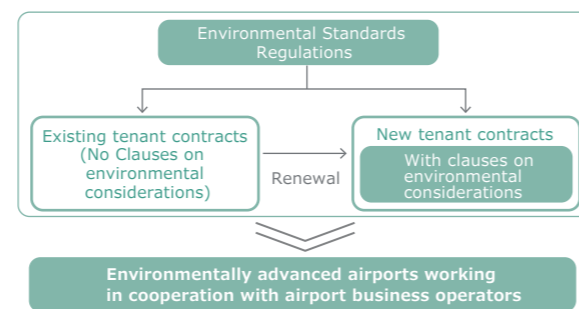 Environmental Standards
Regulations
Existing tenant contracts
(No Clauses on
environmental
considerations)
Renewal
New tenant contracts
With clauses on
environmental
considerations
Environmentally advanced airports working
in cooperation with airport business operators